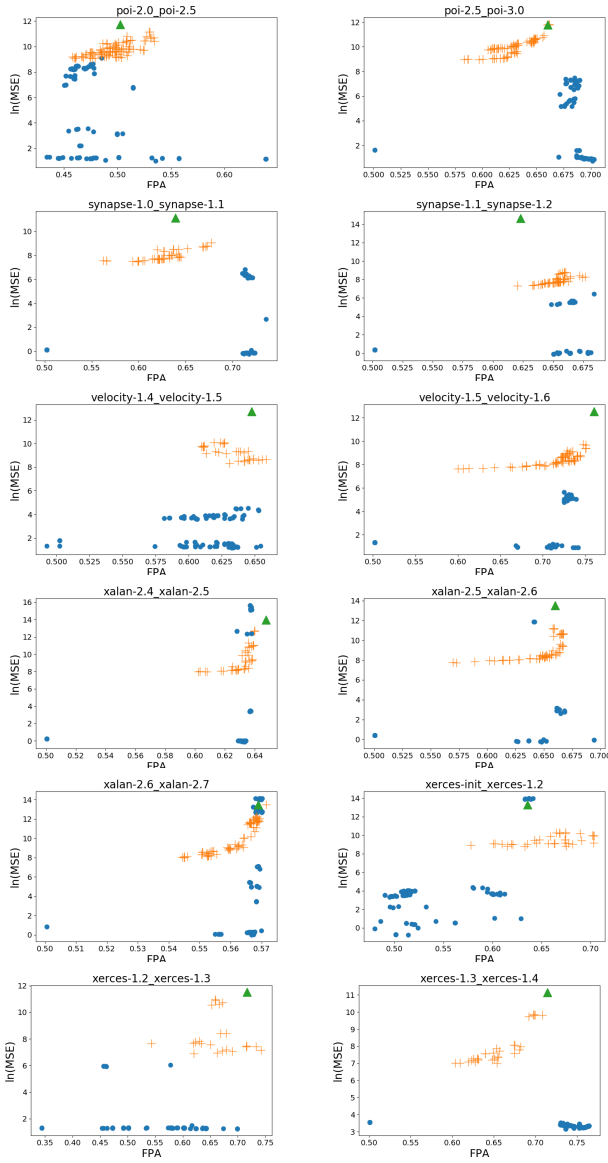 poi-2.0_poi-2.5
poi-2.5_poi-3.0
12
10
8
6
4
2
ln(MSE)
0.45 0.50 0.55 0.60
FPA
12
10
8
6
4
2
ln(MSE)
0.500 0.525 0.550 0.575 0.600 0.625 0.650 0.675 0.700
FPA
synapse-1.0_synapse-1.1
synapse-1.1_synapse-1.2
10
8
6
4
2
0
ln(MSE)
0.50 0.55 0.60 0.65 0.70
FPA
14
12
10
8
6
4
2
0
ln(MSE)
0.500 0.525 0.550 0.575 0.600 0.625 0.650 0.675
FPA
velocity-1.4_velocity-1.5
velocity-1.5_velocity-1.6
12
10
8
6
4
2
ln(MSE)
0.500 0.525 0.550 0.575 0.600 0.625 0.650
FPA
12
10
8
6
4
2
ln(MSE)
0.50 0.55 0.60 0.65 0.70 0.75
FPA
xalan-2.4_xalan-2.5
xalan-2.5_xalan-2.6
16
14
12
10
8
6
4
2
0
ln(MSE)
0.50 0.52 0.54 0.56 0.58 0.60 0.62 0.64
FPA
14
12
10
8
6
4
2
0
ln(MSE)
0.500 0.525 0.550 0.575 0.600 0.625 0.650 0.675 0.700
FPA
xalan-2.6_xalan-2.7
xerces-init_xerces-1.2
14
12
10
8
6
4
2
0
ln(MSE)
0.50 0.51 0.52 0.53 0.54 0.55 0.56 0.57
FPA
14
12
10
8
6
4
2
0
ln(MSE)
0.50 0.55 0.60 0.65 0.70
FPA
xerces-1.2_xerces-1.3
xerces-1.3_xerces-1.4
12
10
8
6
4
2
ln(MSE)
0.35 0.40 0.45 0.50 0.55 0.60 0.65 0.70 0.75
FPA
11
10
9
8
7
6
5
4
3
ln(MSE)
0.50 0.55 0.60 0.65 0.70 0.75
FPA